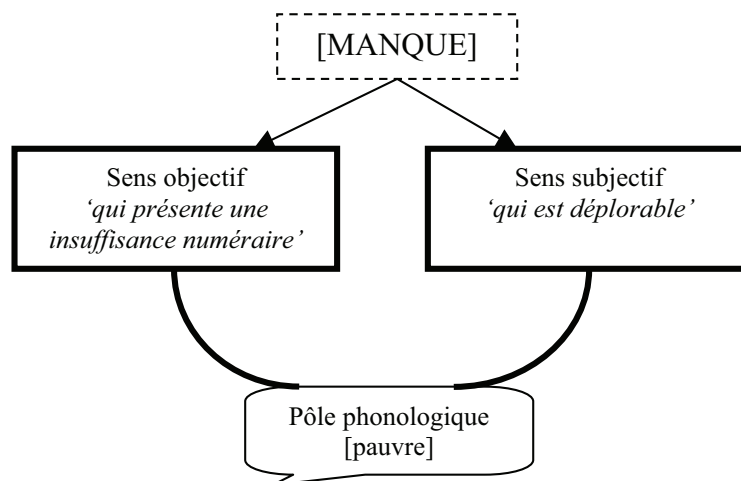 [MANQUE]
Sens objectif
‘qui présente une
insuffisance numéraire’
Sens subjectif
‘qui est déplorable’
Pôle phonologique
[pauvre]